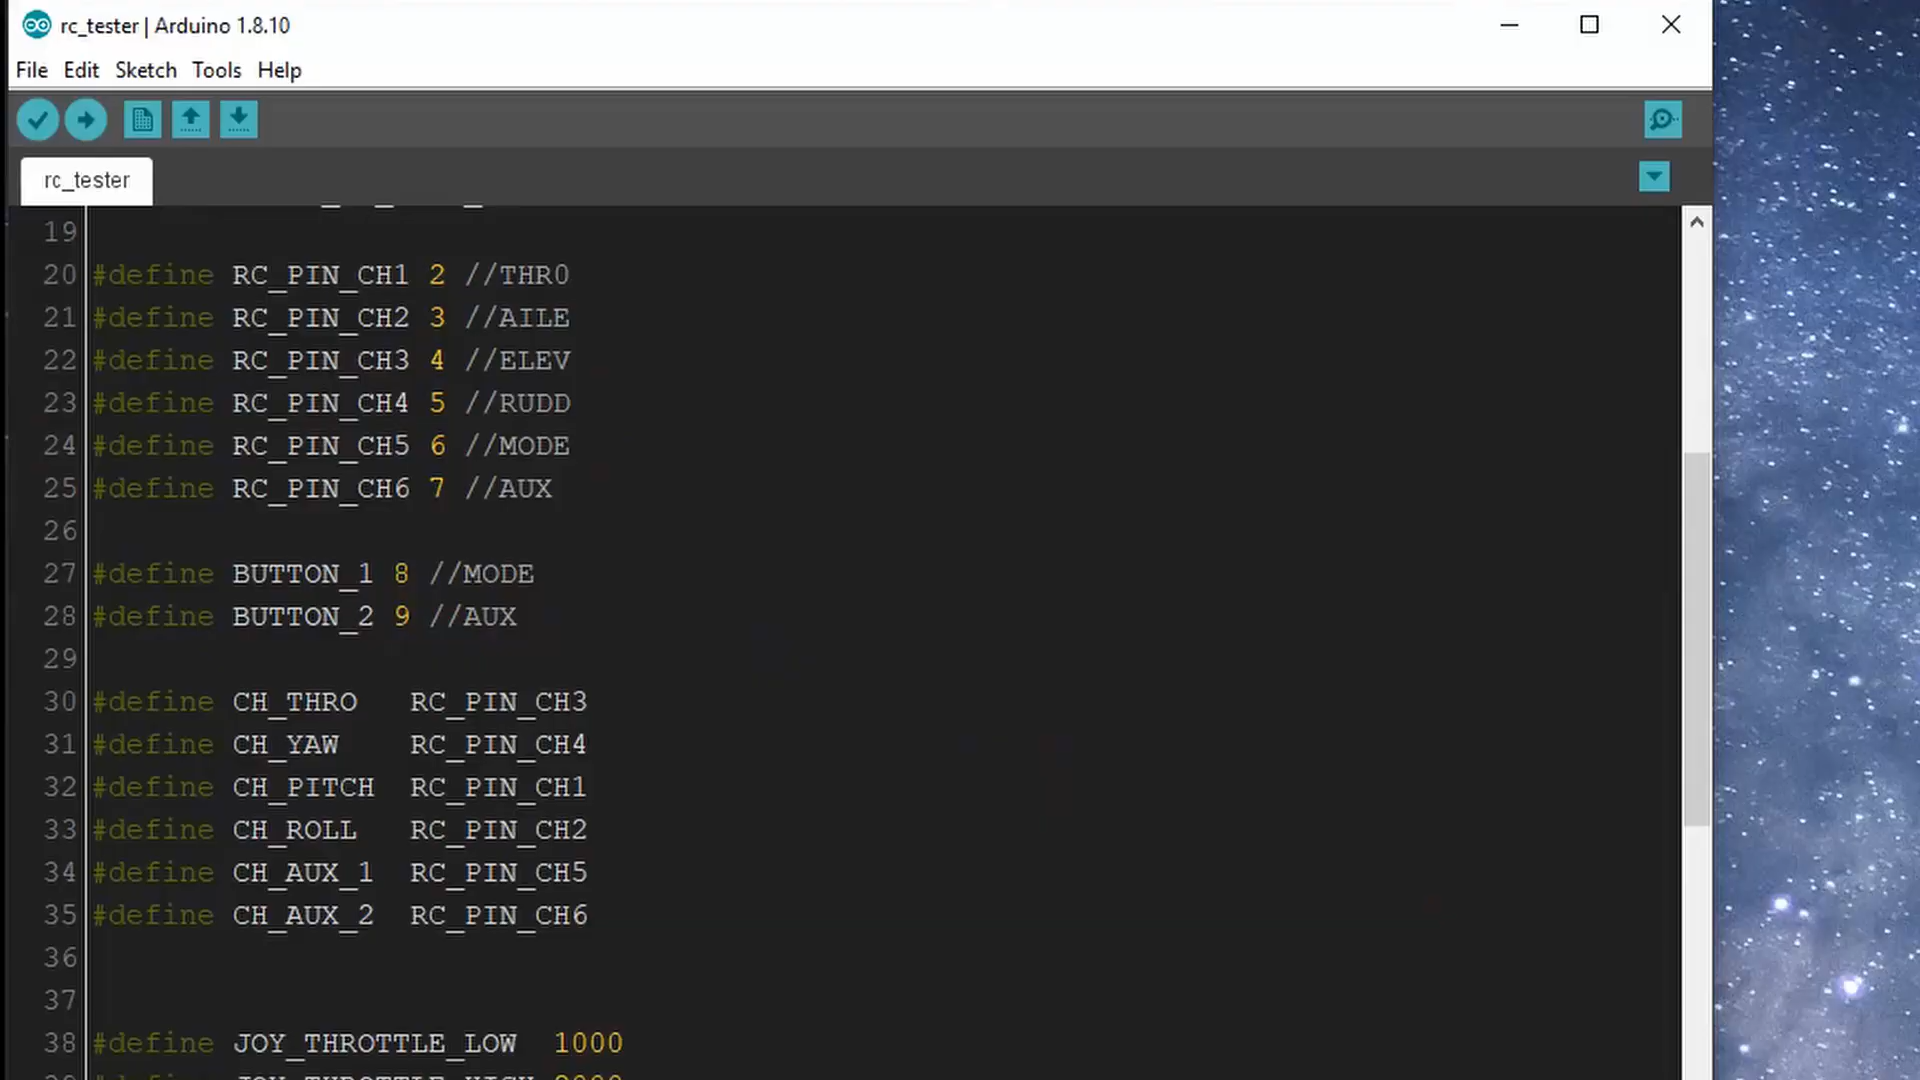 rc_tester | Arduino 1.8.10
File Edit Sketch Tools Help
rc_tester
19
20 #define RC_PIN_CH1 2 //THRO
21 #define RC_PIN_CH2 3 //AILE
22 #define RC_PIN_CH3 4 //ELEV
23 #define RC_PIN_CH4 5 //RUDD
24 #define RC_PIN_CH5 6 //MODE
25 #define RC_PIN_CH6 7 //AUX
26
27 #define BUTTON_1 8 //MODE
28 #define BUTTON_2 9 //AUX
29
30 #define CH_THRO RC_PIN_CH3
31 #define CH_YAW RC_PIN_CH4
32 #define CH_PITCH RC_PIN_CH1
33 #define CH_ROLL RC_PIN_CH2
34 #define CH_AUX_1 RC_PIN_CH5
35 #define CH_AUX_2 RC_PIN_CH6
36
37
38 #define JOY_THROTTLE_LOW 1000